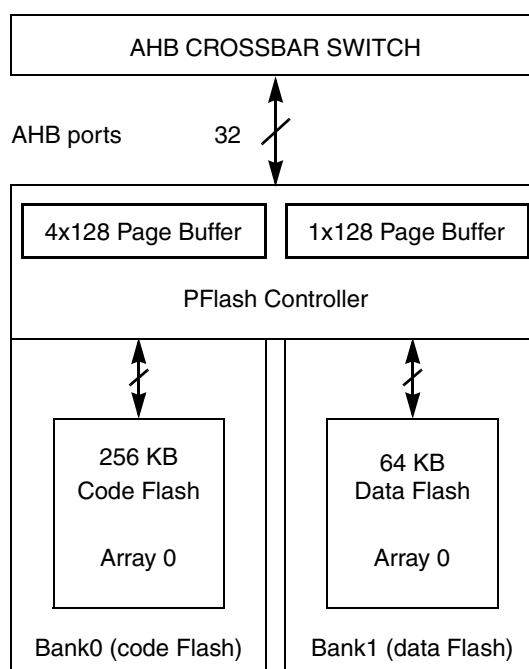 AHB CROSSBAR SWITCH
AHB ports
32
4x128 Page Buffer
1x128 Page Buffer
PFlash Controller
256 KB
Code Flash
Array 0
64 KB
Data Flash
Array 0
Bank0 (code Flash)
Bank1 (data Flash)